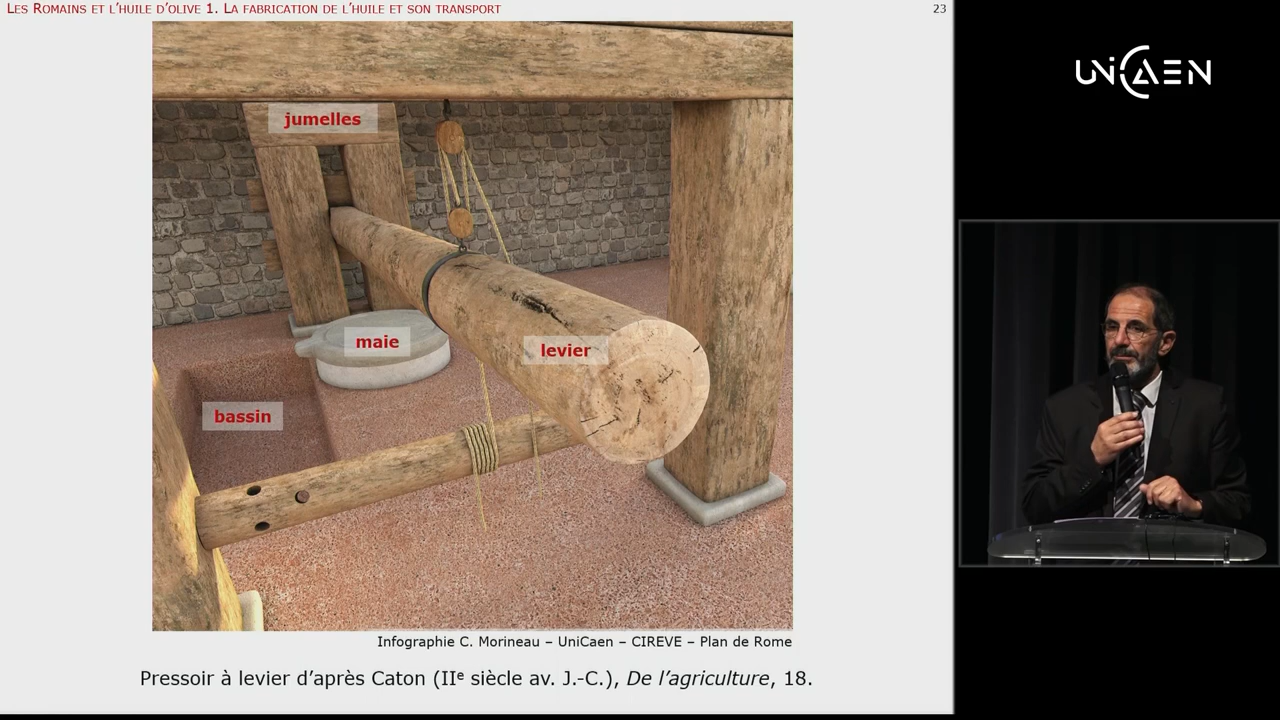 Les Romains et l’huile d’olive 1. La fabrication de l’huile et son transport
23
jumelles
maie
levier
bassin
Infographie C. Morineau – UniCaen – CIREVE – Plan de Rome
Pressoir à levier d’après Caton (IIe siècle av. J.-C.), De l’agriculture, 18.
UNICAEN